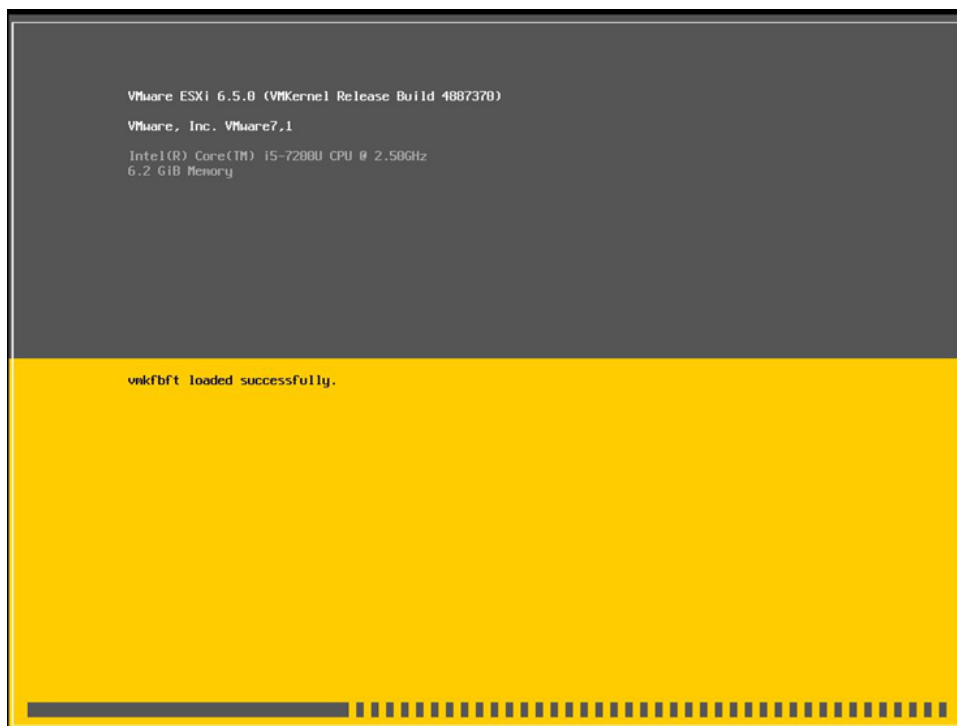 VMware ESXi 6.5.0 (VMKernel Release Build 4887370)
VMware, Inc. VMware7,1
Intel(R) Core(TM) i5-7200U CPU @ 2.50GHz
6.2 GiB Memory
vmkfbft loaded successfully.